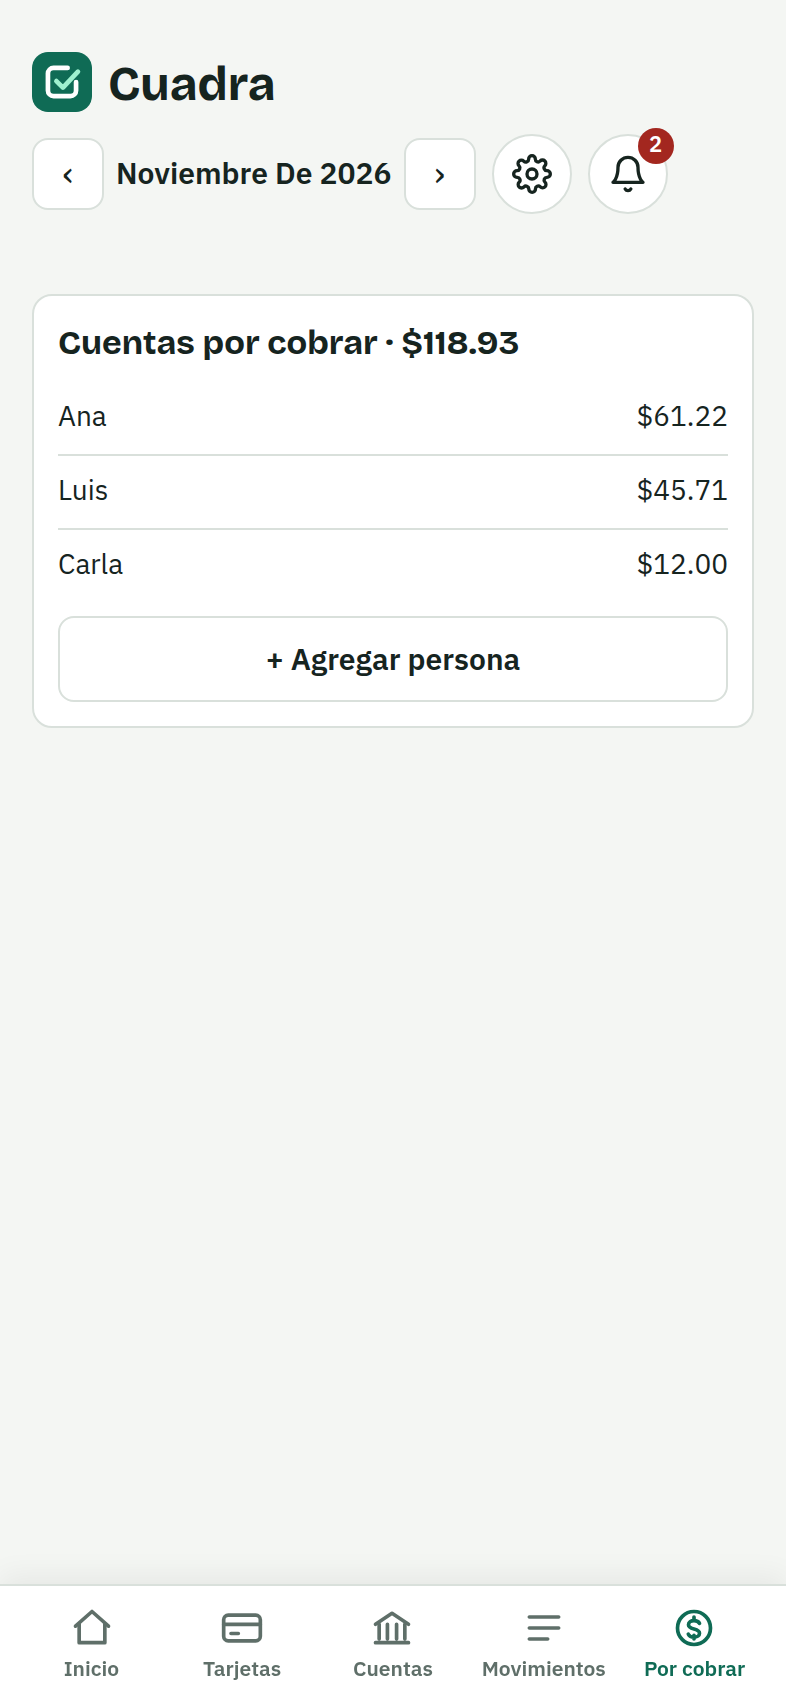 Cuadra
‹ Noviembre De 2026 › 2
Cuentas por cobrar · $118.93
Ana $61.22
Luis $45.71
Carla $12.00
+ Agregar persona
Inicio Tarjetas Cuentas Movimientos Por cobrar